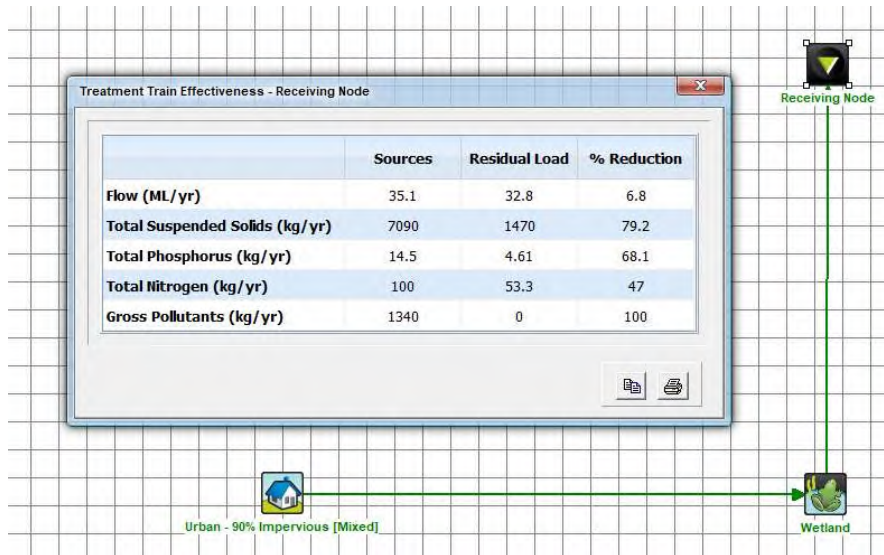 Treatment Train Effectiveness - Receiving Node
Sources Residual Load % Reduction
Flow (ML/yr) 35.1 32.8 6.8
Total Suspended Solids (kg/yr) 7090 1470 79.2
Total Phosphorus (kg/yr) 14.5 4.61 68.1
Total Nitrogen (kg/yr) 100 53.3 47
Gross Pollutants (kg/yr) 1340 0 100
Receiving Node
Urban - 90% Impervious [Mixed]
Wetland